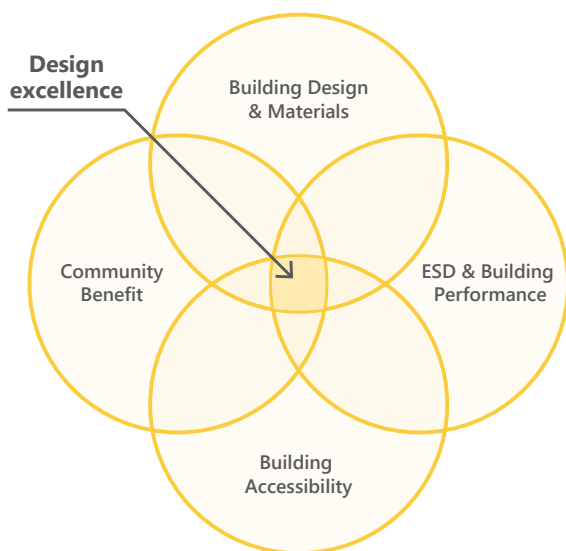 Design
excellence
Building Design
& Materials
Community
Benefit
ESD & Building
Performance
Building
Accessibility